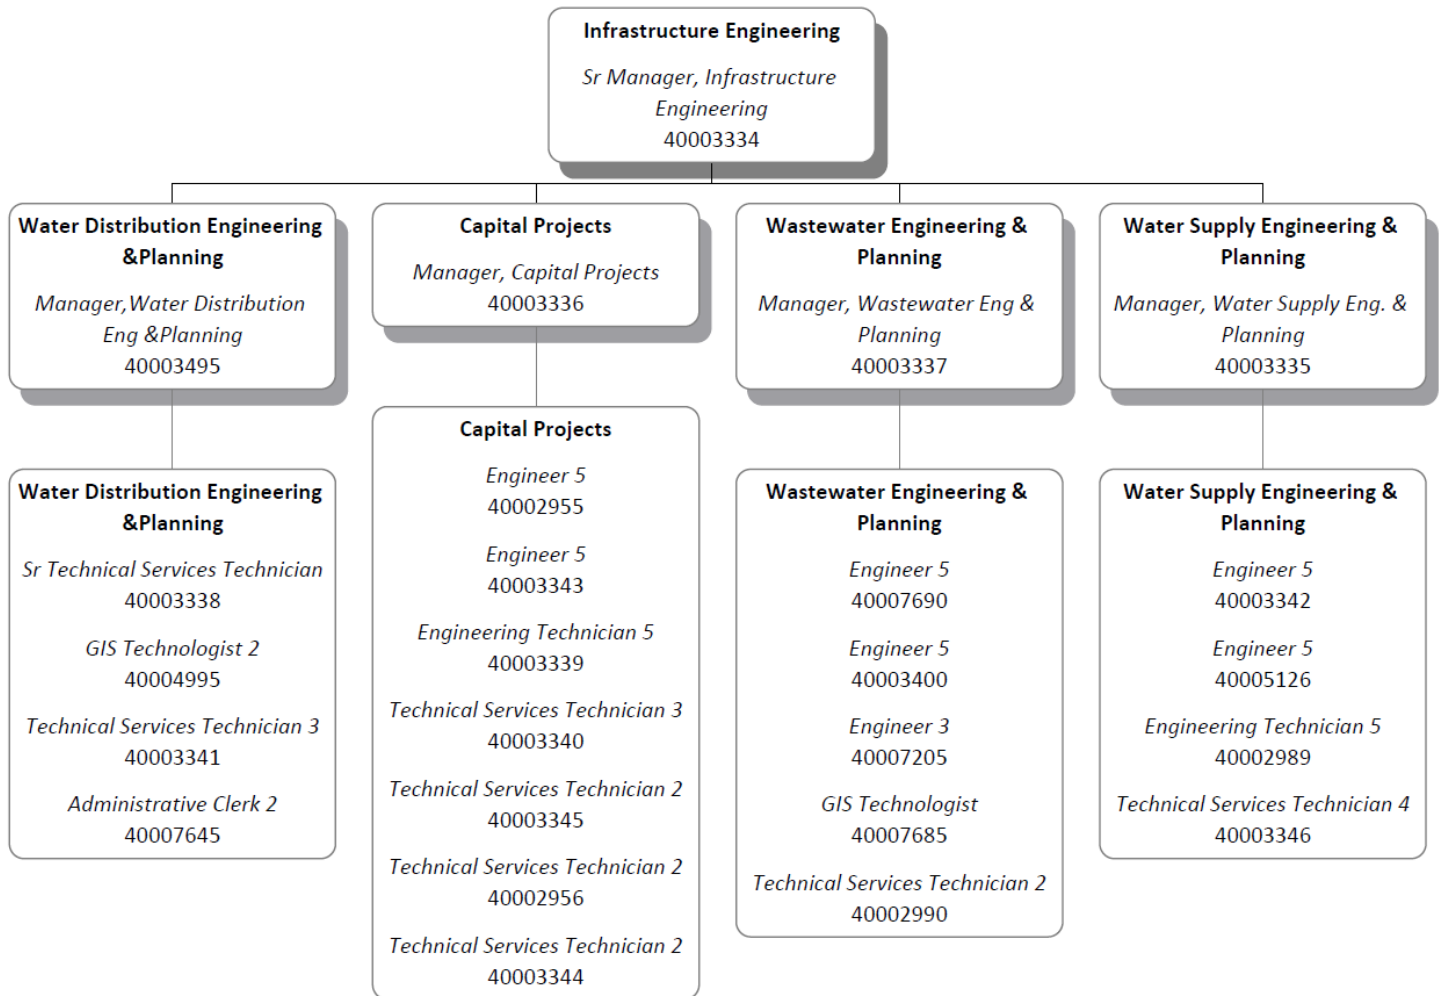 Infrastructure Engineering
Sr Manager, Infrastructure
Engineering
40003334
Water Distribution Engineering
&Planning
Manager,Water Distribution
Eng &Planning
40003495
Capital Projects
Manager, Capital Projects
40003336
Wastewater Engineering &
Planning
Manager, Wastewater Eng &
Planning
40003337
Water Supply Engineering &
Planning
Manager, Water Supply Eng. &
Planning
40003335
Water Distribution Engineering
&Planning
Sr Technical Services Technician
40003338
GIS Technologist 2
40004995
Technical Services Technician 3
40003341
Administrative Clerk 2
40007645
Capital Projects
Engineer 5
40002955
Engineer 5
40003343
Engineering Technician 5
40003339
Technical Services Technician 3
40003340
Technical Services Technician 2
40003345
Technical Services Technician 2
40002956
Technical Services Technician 2
40003344
Wastewater Engineering &
Planning
Engineer 5
40007690
Engineer 5
40003400
Engineer 3
40007205
GIS Technologist
40007685
Technical Services Technician 2
40002990
Water Supply Engineering &
Planning
Engineer 5
40003342
Engineer 5
40005126
Engineering Technician 5
40002989
Technical Services Technician 4
40003346